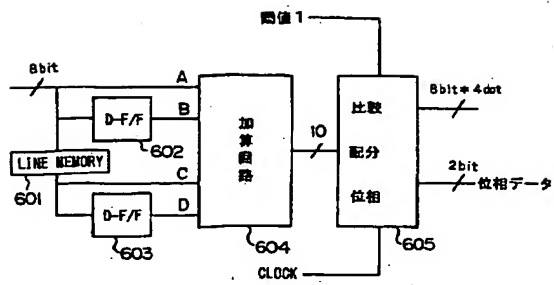 閾値1
8bit
A
B
D-F/F
602
LINE MEMORY
601
C
D
D-F/F
603
加算回路
604
10
比較
配分
位相
605
8bit * 4dot
2bit
位相データ
CLOCK